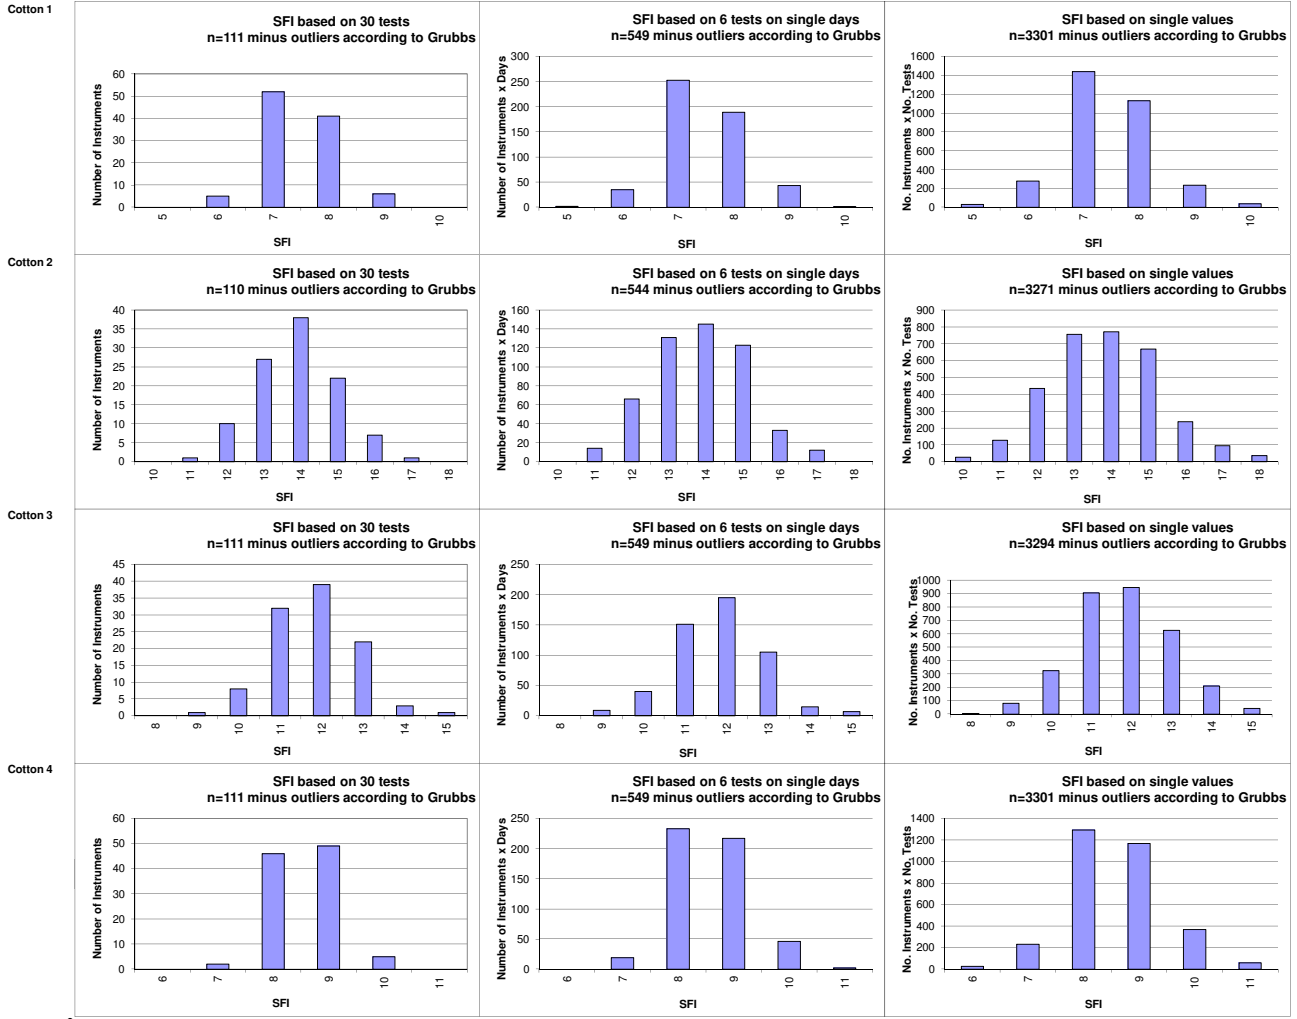 Cotton 1
SFI based on 30 tests
n=111 minus outliers according to Grubbs
Number of Instruments
60
50
40
30
20
10
0
5 6 7 8 9 10
SFI
SFI based on 6 tests on single days
n=549 minus outliers according to Grubbs
Number of Instruments x Days
300
250
200
150
100
50
0
5 6 7 8 9 10
SFI
SFI based on single values
n=3301 minus outliers according to Grubbs
No. Instruments x No. Tests
1600
1400
1200
1000
800
600
400
200
0
5 6 7 8 9 10
SFI
Cotton 2
SFI based on 30 tests
n=110 minus outliers according to Grubbs
Number of Instruments
40
35
30
25
20
15
10
5
0
10 11 12 13 14 15 16 17 18
SFI
SFI based on 6 tests on single days
n=544 minus outliers according to Grubbs
Number of Instruments x Days
160
140
120
100
80
60
40
20
0
10 11 12 13 14 15 16 17 18
SFI
SFI based on single values
n=3271 minus outliers according to Grubbs
No. Instruments x No. Tests
900
800
700
600
500
400
300
200
100
0
10 11 12 13 14 15 16 17 18
SFI
Cotton 3
SFI based on 30 tests
n=111 minus outliers according to Grubbs
Number of Instruments
45
40
35
30
25
20
15
10
5
0
8 9 10 11 12 13 14 15
SFI
SFI based on 6 tests on single days
n=549 minus outliers according to Grubbs
Number of Instruments x Days
250
200
150
100
50
0
8 9 10 11 12 13 14 15
SFI
SFI based on single values
n=3294 minus outliers according to Grubbs
No. Instruments x No. Tests
1000
900
800
700
600
500
400
300
200
100
0
8 9 10 11 12 13 14 15
SFI
Cotton 4
SFI based on 30 tests
n=111 minus outliers according to Grubbs
Number of Instruments
60
50
40
30
20
10
0
6 7 8 9 10 11
SFI
SFI based on 6 tests on single days
n=549 minus outliers according to Grubbs
Number of Instruments x Days
250
200
150
100
50
0
6 7 8 9 10 11
SFI
SFI based on single values
n=3301 minus outliers according to Grubbs
No. Instruments x No. Tests
1400
1200
1000
800
600
400
200
0
6 7 8 9 10 11
SFI